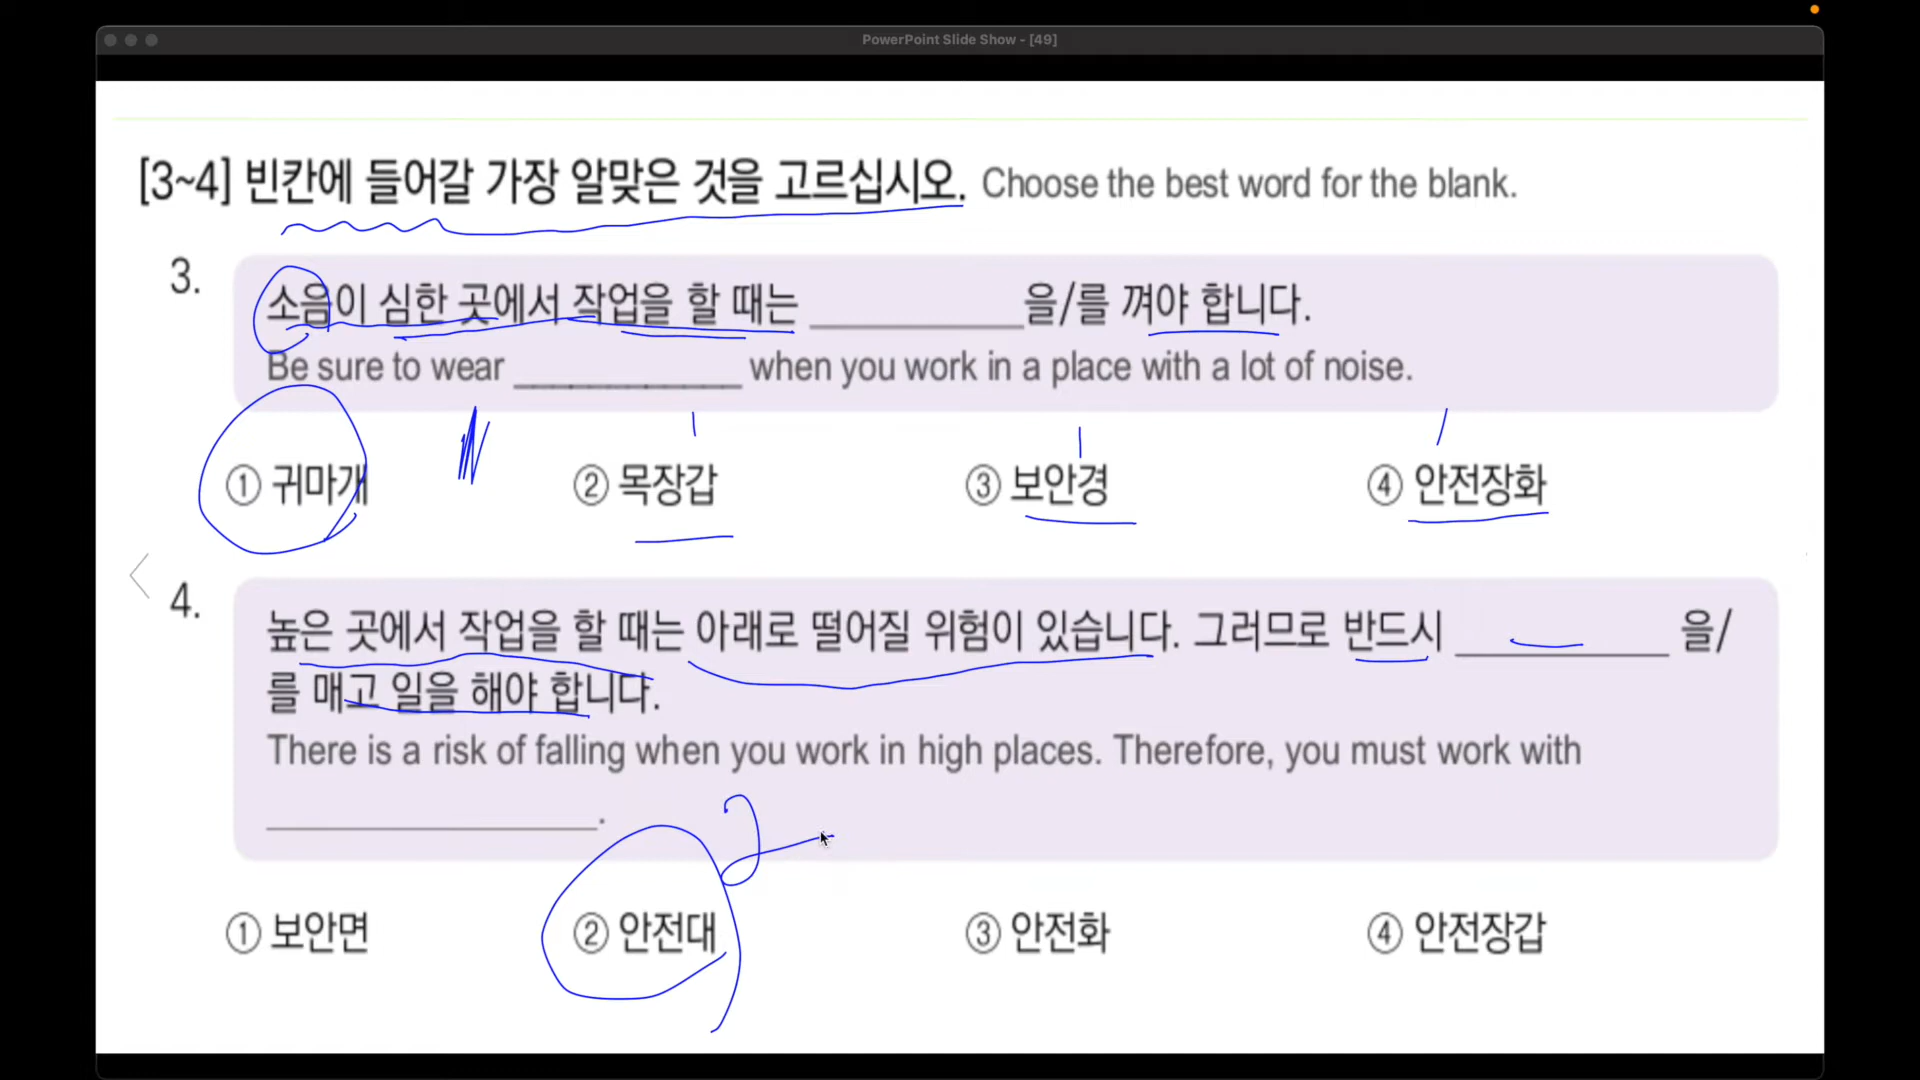 PowerPoint Slide Show - [49]
[3~4] 빈칸에 들어갈 가장 알맞은 것을 고르십시오. Choose the best word for the blank.
3.
소음이 심한 곳에서 작업을 할 때는 ____________을/를 껴야 합니다.
Be sure to wear ____________ when you work in a place with a lot of noise.
① 귀마개 ② 목장갑 ③ 보안경 ④ 안전장화
4.
높은 곳에서 작업을 할 때는 아래로 떨어질 위험이 있습니다. 그러므로 반드시 ____________ 을/
를 매고 일을 해야 합니다.
There is a risk of falling when you work in high places. Therefore, you must work with
__________________.
① 보안면 ② 안전대 ③ 안전화 ④ 안전장갑